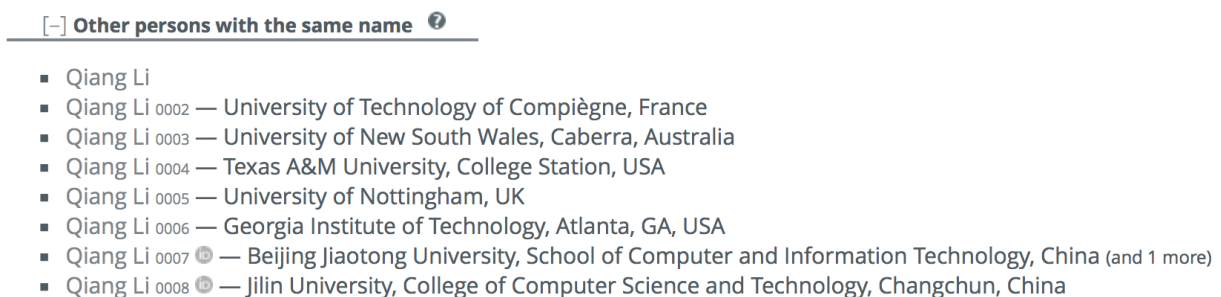 [−] Other persons with the same name ?
Qiang Li
Qiang Li 0002 — University of Technology of Compiègne, France
Qiang Li 0003 — University of New South Wales, Caberra, Australia
Qiang Li 0004 — Texas A&M University, College Station, USA
Qiang Li 0005 — University of Nottingham, UK
Qiang Li 0006 — Georgia Institute of Technology, Atlanta, GA, USA
Qiang Li 0007 iD — Beijing Jiaotong University, School of Computer and Information Technology, China (and 1 more)
Qiang Li 0008 iD — Jilin University, College of Computer Science and Technology, Changchun, China